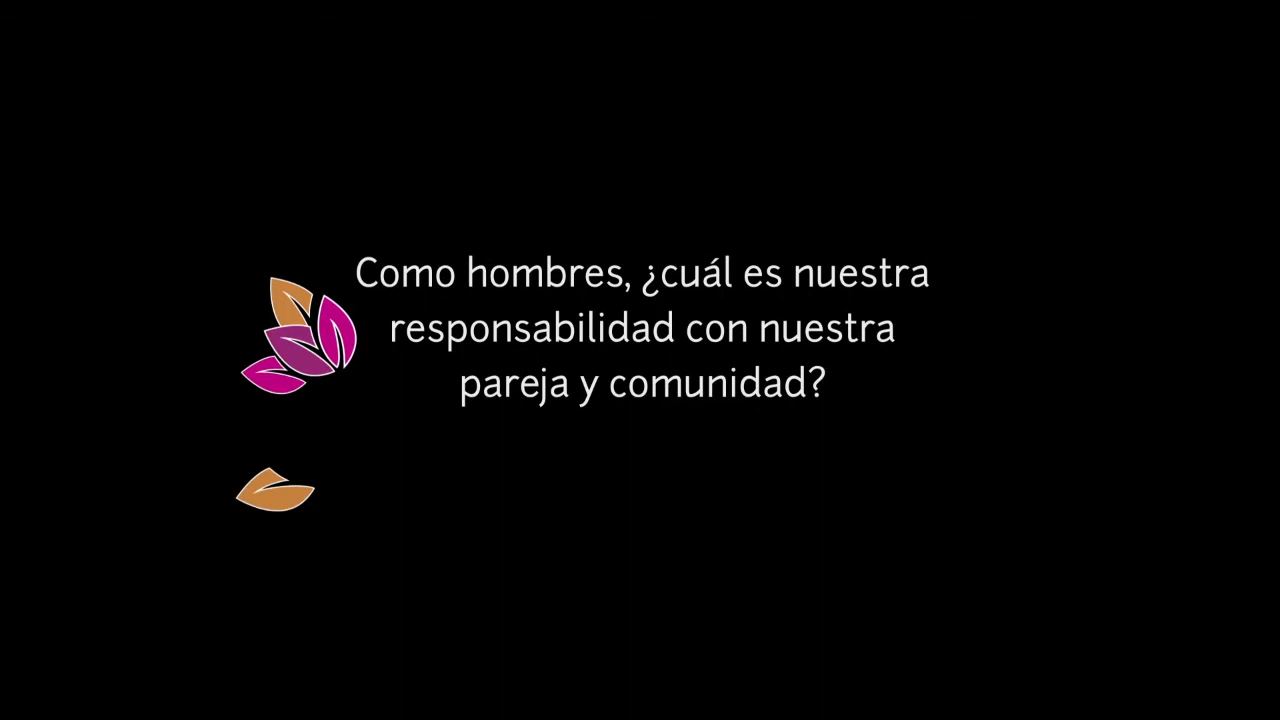 Como hombres, ¿cuál es nuestra
responsabilidad con nuestra
pareja y comunidad?